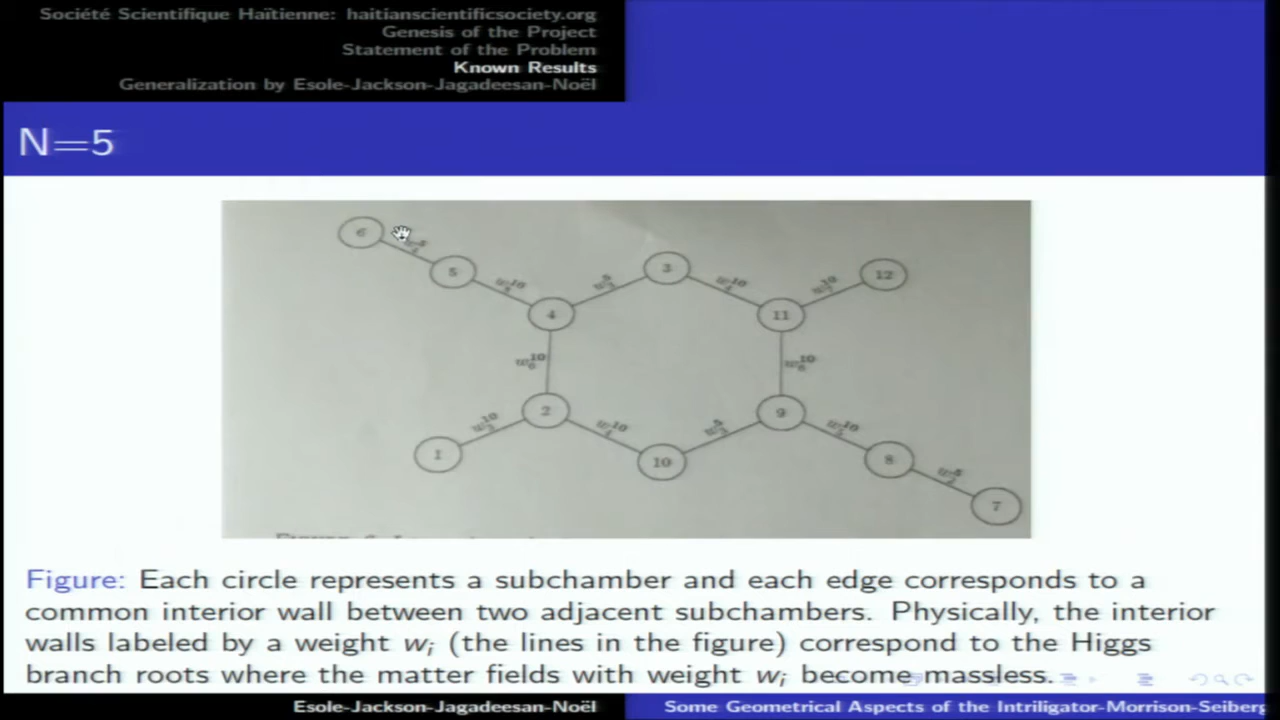 Société Scientifique Haïtienne: haitianscientificsociety.org
Genesis of the Project
Statement of the Problem
Known Results
Generalization by Esole-Jackson-Jagadeesan-Noël
N=5
6
5
3
12
4
11
2
9
1
10
8
7
Figure: Each circle represents a subchamber and each edge corresponds to a
common interior wall between two adjacent subchambers. Physically, the interior
walls labeled by a weight wᵢ (the lines in the figure) correspond to the Higgs
branch roots where the matter fields with weight wᵢ become massless.
Esole-Jackson-Jagadeesan-Noël
Some Geometrical Aspects of the Intriligator-Morrison-Seiberg